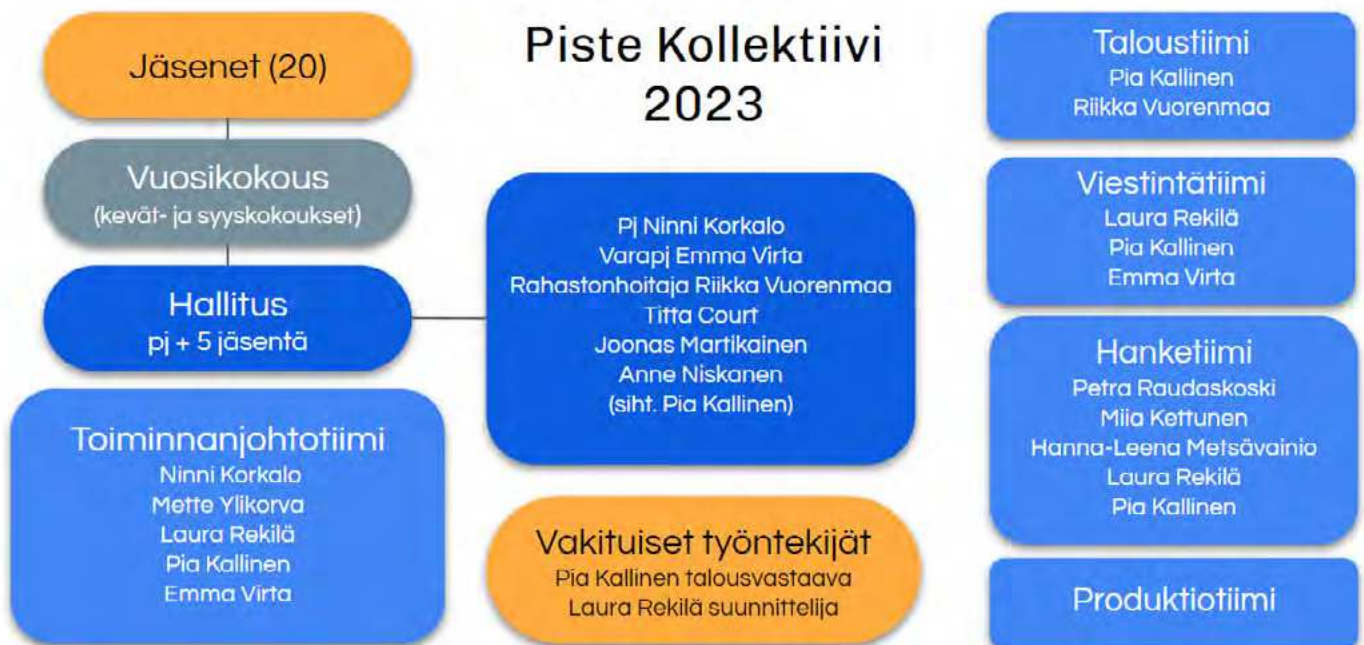 Piste Kollektiivi
2023
Jäsenet (20)
Vuosikokous
(kevät- ja syyskokoukset)
Hallitus
pj + 5 jäsentä
Toiminnanjohtotiimi
Ninni Korkalo
Mette Ylikorva
Laura Rekilä
Pia Kallinen
Emma Virta
Pj Ninni Korkalo
Varapj Emma Virta
Rahastonhoitaja Riikka Vuorenmaa
Titta Court
Joonas Martikainen
Anne Niskanen
(siht. Pia Kallinen)
Vakituiset työntekijät
Pia Kallinen talousvastaava
Laura Rekilä suunnittelija
Taloustiimi
Pia Kallinen
Riikka Vuorenmaa
Viestintätiimi
Laura Rekilä
Pia Kallinen
Emma Virta
Hanketiimi
Petra Raudaskoski
Miia Kettunen
Hanna-Leena Metsävainio
Laura Rekilä
Pia Kallinen
Produktiotiimi